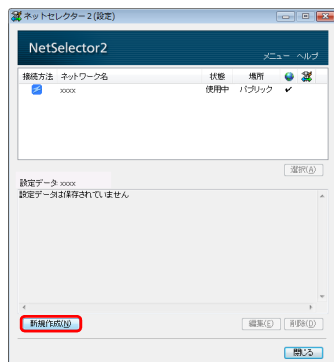 ネットセレクター2(設定)
NetSelector2
メニュー ヘルプ
接続方法 ネットワーク名 状態 場所
xxxx 使用中 パブリック ✔
選択(A)
設定データ: xxxx
設定データは保存されていません
新規作成(N) 編集(E) 削除(D)
閉じる